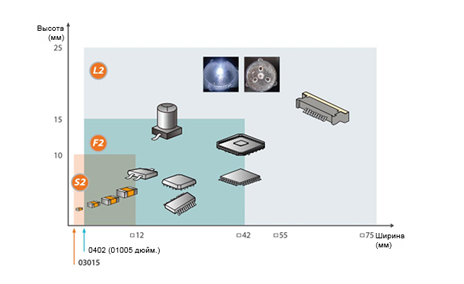 Высота
(мм)
25
L2
15
F2
10
S2
□12
□42
□55
□75
Ширина
(мм)
0402 (01005 дюйм.)
03015